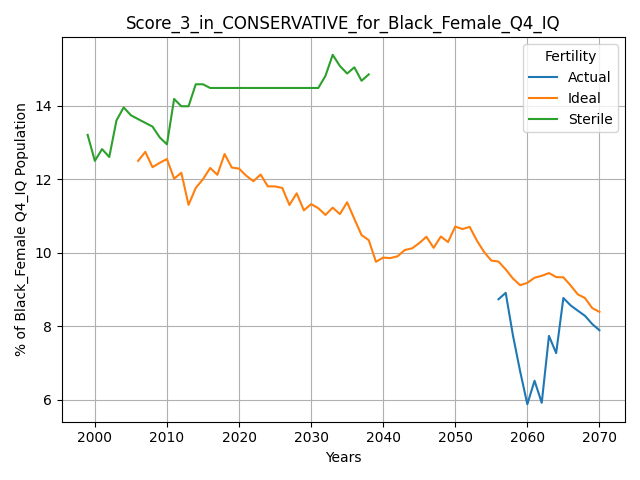 Score_3_in_CONSERVATIVE_for_Black_Female_Q4_IQ
% of Black_Female Q4_IQ Population
14
12
10
8
6
Fertility
Actual
Ideal
Sterile
2000 2010 2020 2030 2040 2050 2060 2070
Years